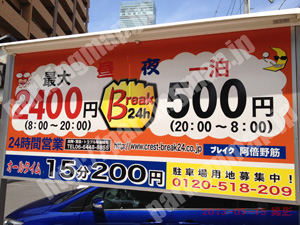 昼 夜 一泊
最大
2400円 Break 24h 500円
(8:00~20:00) (20:00~8:00)
24時間営業 http://www.crest-break24.co.jp ブレイク 阿倍野筋
オールタイム 15分200円 駐車場用地募集中!
0120-518-209